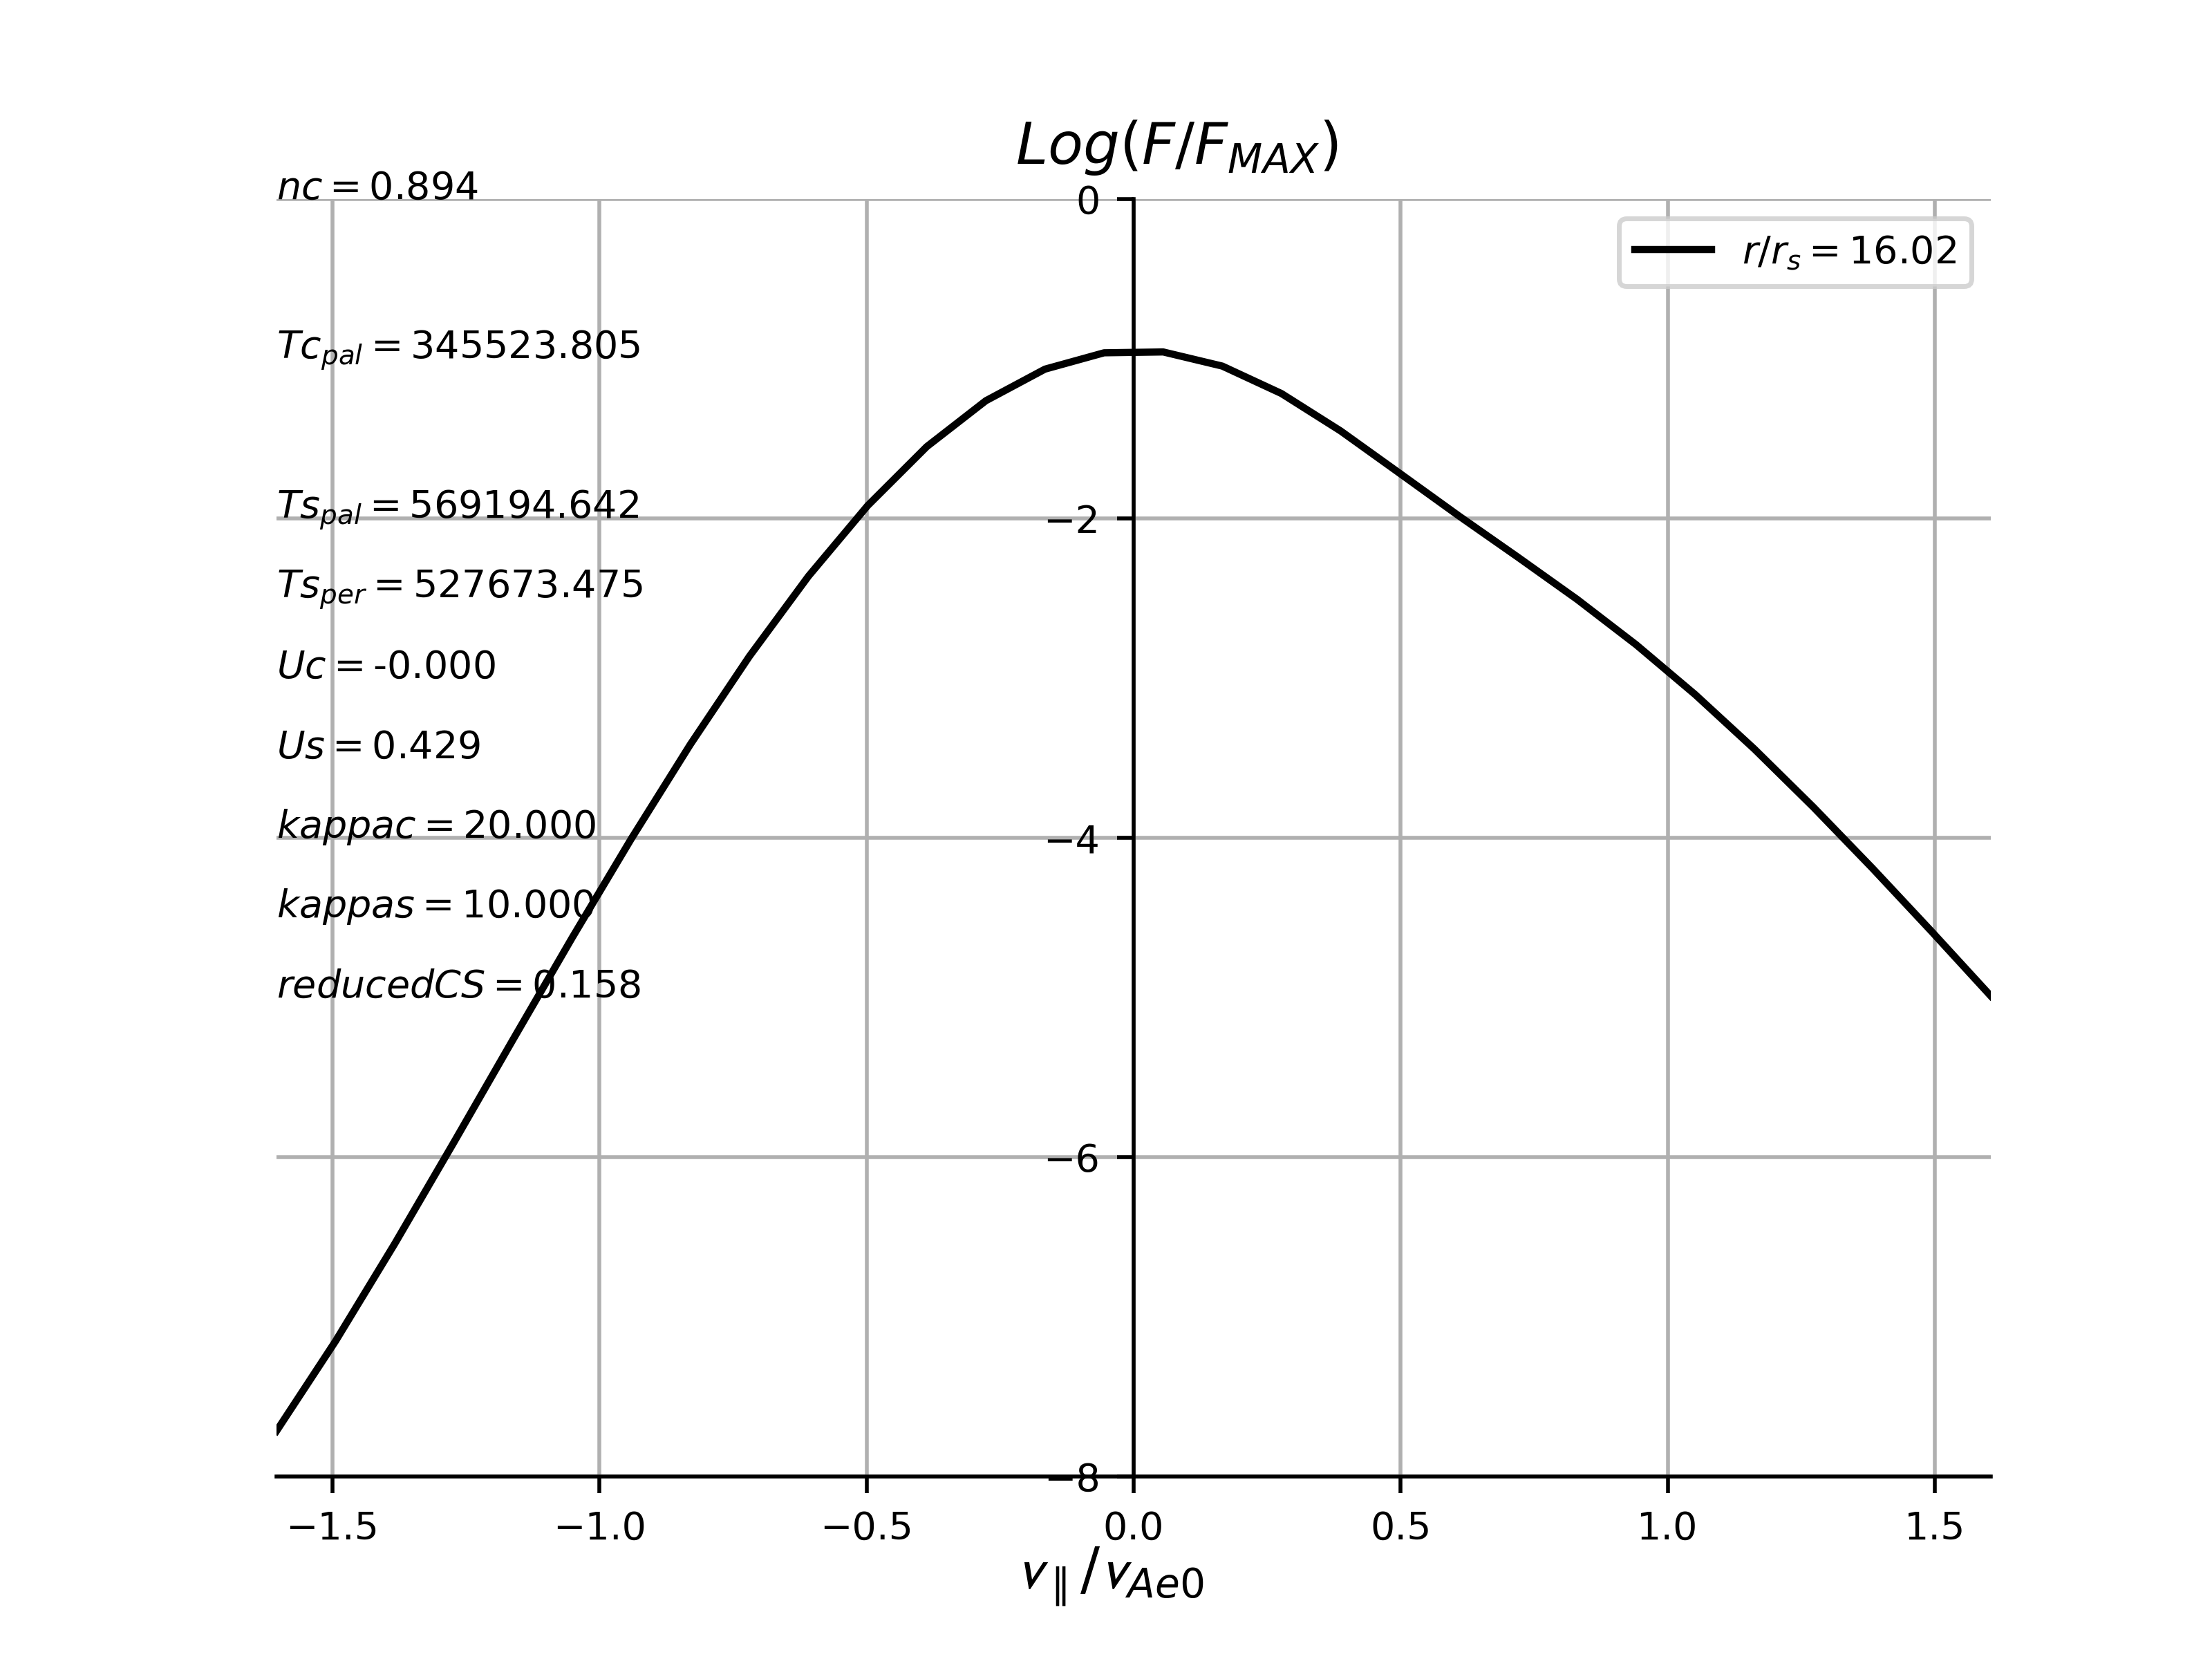 Log(F/F_MAX)
nc = 0.894
0
r/r_s = 16.02
Tc_pal = 345523.805
Ts_pal = 569194.642
−2
Ts_per = 527673.475
Uc = -0.000
Us = 0.429
kappac = 20.000
−4
kappas = 10.000
reducedCS = 0.158
−6
−8
−1.5 −1.0 −0.5 0.0 0.5 1.0 1.5
v_∥/v_Ae0